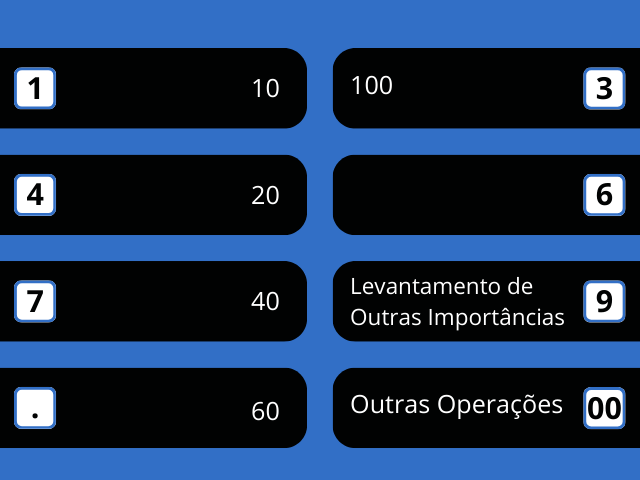 1 10
100 3
4 20
6
7 40
Levantamento de
Outras Importâncias 9
. 60
Outras Operações 00